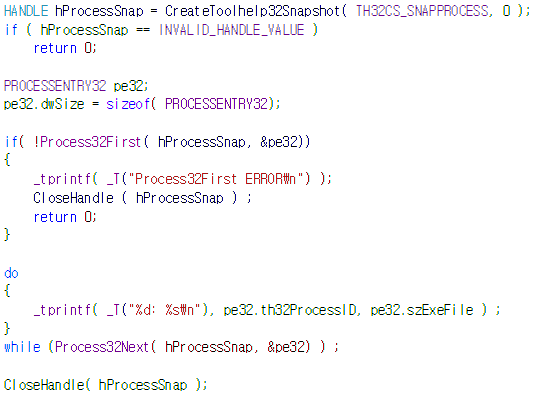 HANDLE hProcessSnap = CreateToolhelp32Snapshot( TH32CS_SNAPPROCESS, 0 );
if ( hProcessSnap == INVALID_HANDLE_VALUE )
return 0;
PROCESSENTRY32 pe32;
pe32.dwSize = sizeof( PROCESSENTRY32);
if( !Process32First( hProcessSnap, &pe32))
{
_tprintf( _T("Process32First ERROR₩n") );
CloseHandle ( hProcessSnap ) ;
return 0;
}
do
{
_tprintf( _T("%d: %s₩n"), pe32.th32ProcessID, pe32.szExeFile ) ;
}
while (Process32Next( hProcessSnap, &pe32) ) ;
CloseHandle( hProcessSnap );